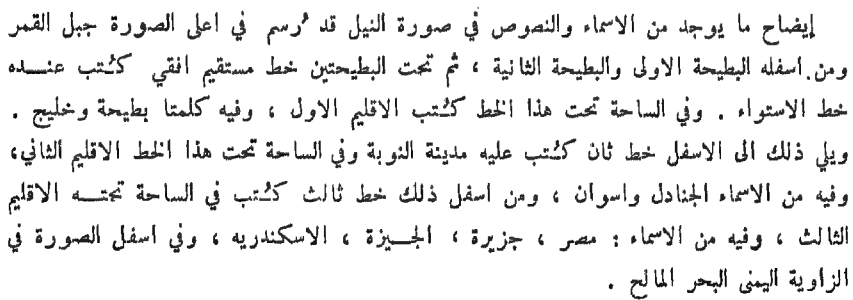 إيضاح ما يوجد من الاسماء والنصوص في صورة النيل قد رُسم في اعلى الصورة جبل القمر
ومن اسفله البطيحة الاولى والبطيحة الثانية ، ثم تحت البطيحتين خط مستقيم افقي كُتب عنـــده
خط الاستواء . وفي الساحة تحت هذا الخط كُتب الاقليم الاول ، وفيه كلمتا بطيحة وخليج .
ويلي ذلك الى الاسفل خط ثان كُتب عليه مدينة النوبة وفي الساحة تحت هذا الخط الاقليم الثاني،
وفيه من الاسماء الجنادل واسوان ، ومن اسفل ذلك خط ثالث كُتب في الساحة تحتـــه الاقليم
الثالث ، وفيه من الاسماء : مصر ، جزيرة ، الجـــيزة ، الاسكندريه ، وفي اسفل الصورة في
الزاوية اليمنى البحر المالح .